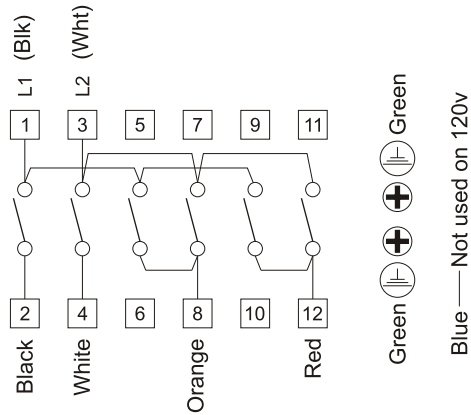 L1 (Blk)
L2 (Wht)
1 3 5 7 9 11
2 4 6 8 10 12
Black
White
Orange
Red
Green
Green
Blue — Not used on 120v